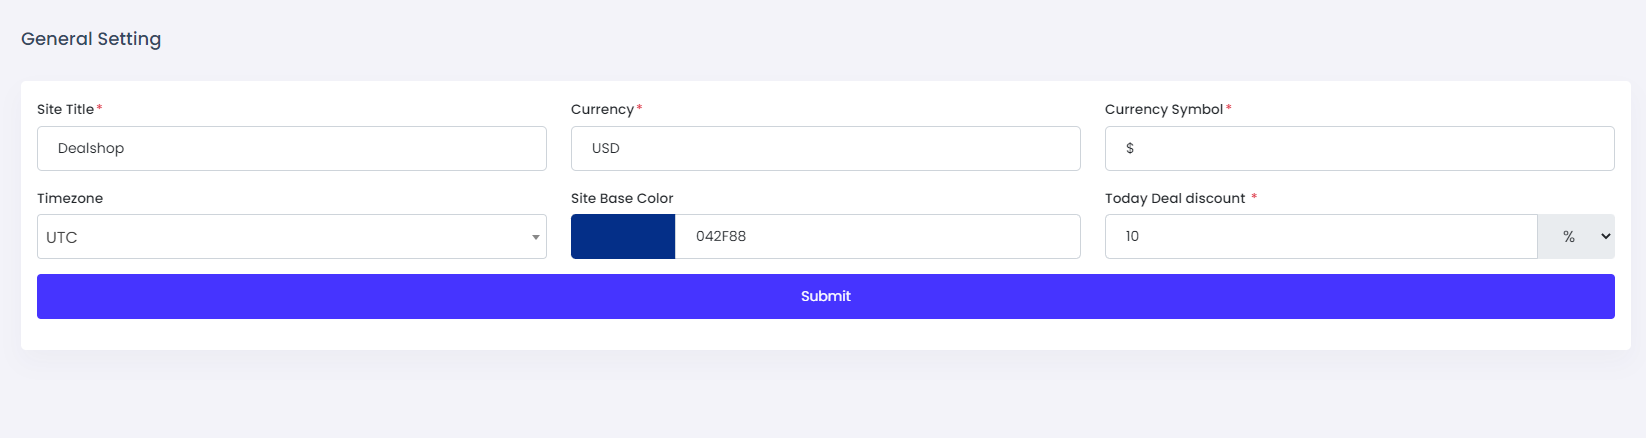 General Setting
Site Title* Currency* Currency Symbol*
Dealshop USD $
Timezone Site Base Color Today Deal discount *
UTC 042F88 10 %
Submit